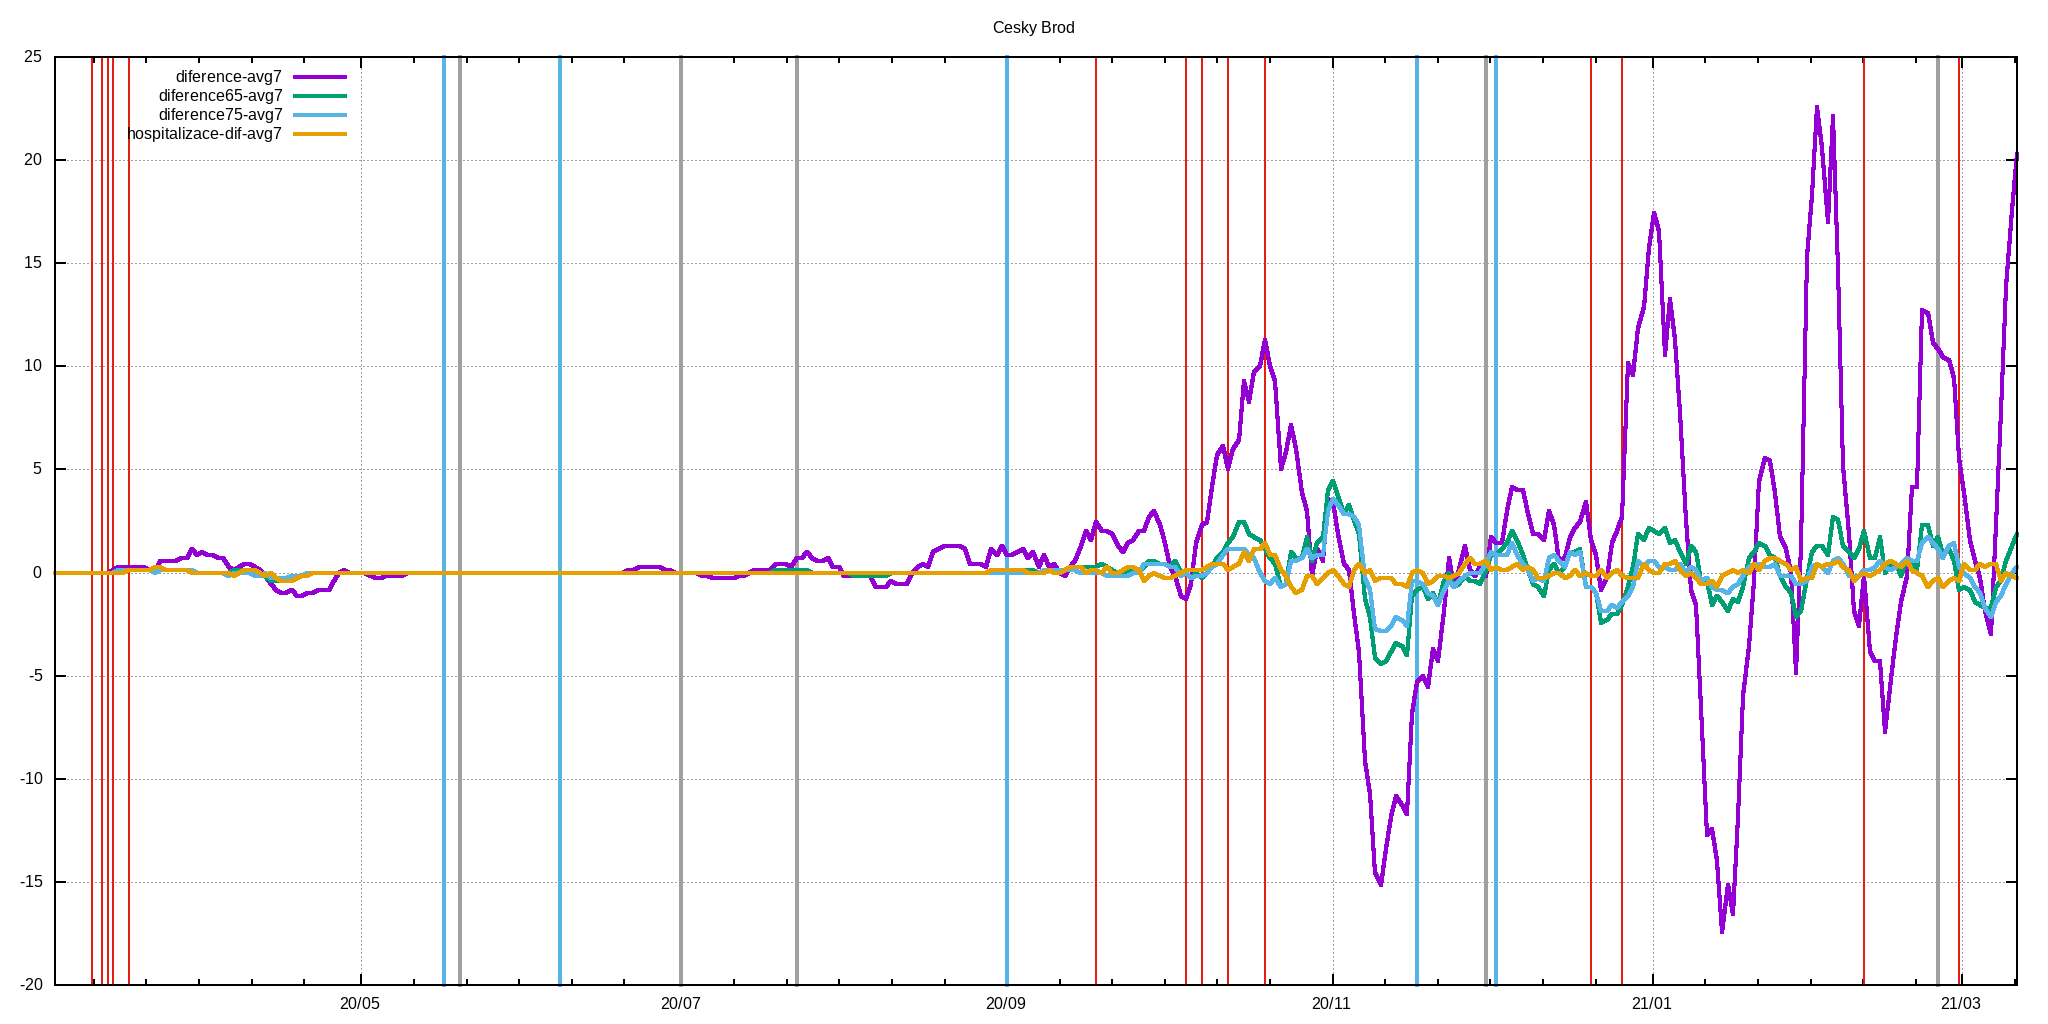 Cesky Brod
25
diference-avg7
diference65-avg7
diference75-avg7
hospitalizace-dif-avg7
20
15
10
5
0
-5
-10
-15
-20
20/05 20/07 20/09 20/11 21/01 21/03